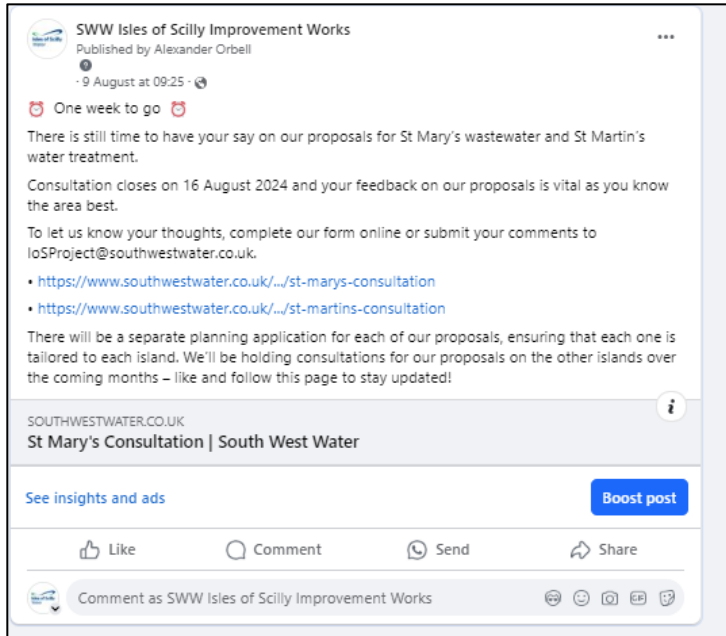 SWW Isles of Scilly Improvement Works
Published by Alexander Orbell
· 9 August at 09:25 ·
One week to go
There is still time to have your say on our proposals for St Mary's wastewater and St Martin's
water treatment.
Consultation closes on 16 August 2024 and your feedback on our proposals is vital as you know
the area best.
To let us know your thoughts, complete our form online or submit your comments to
IoSProject@southwestwater.co.uk.
• https://www.southwestwater.co.uk/.../st-marys-consultation
• https://www.southwestwater.co.uk/.../st-martins-consultation
There will be a separate planning application for each of our proposals, ensuring that each one is
tailored to each island. We'll be holding consultations for our proposals on the other islands over
the coming months – like and follow this page to stay updated!
SOUTHWESTWATER.CO.UK
St Mary's Consultation | South West Water
See insights and ads
Boost post
Like
Comment
Send
Share
Comment as SWW Isles of Scilly Improvement Works
GIF